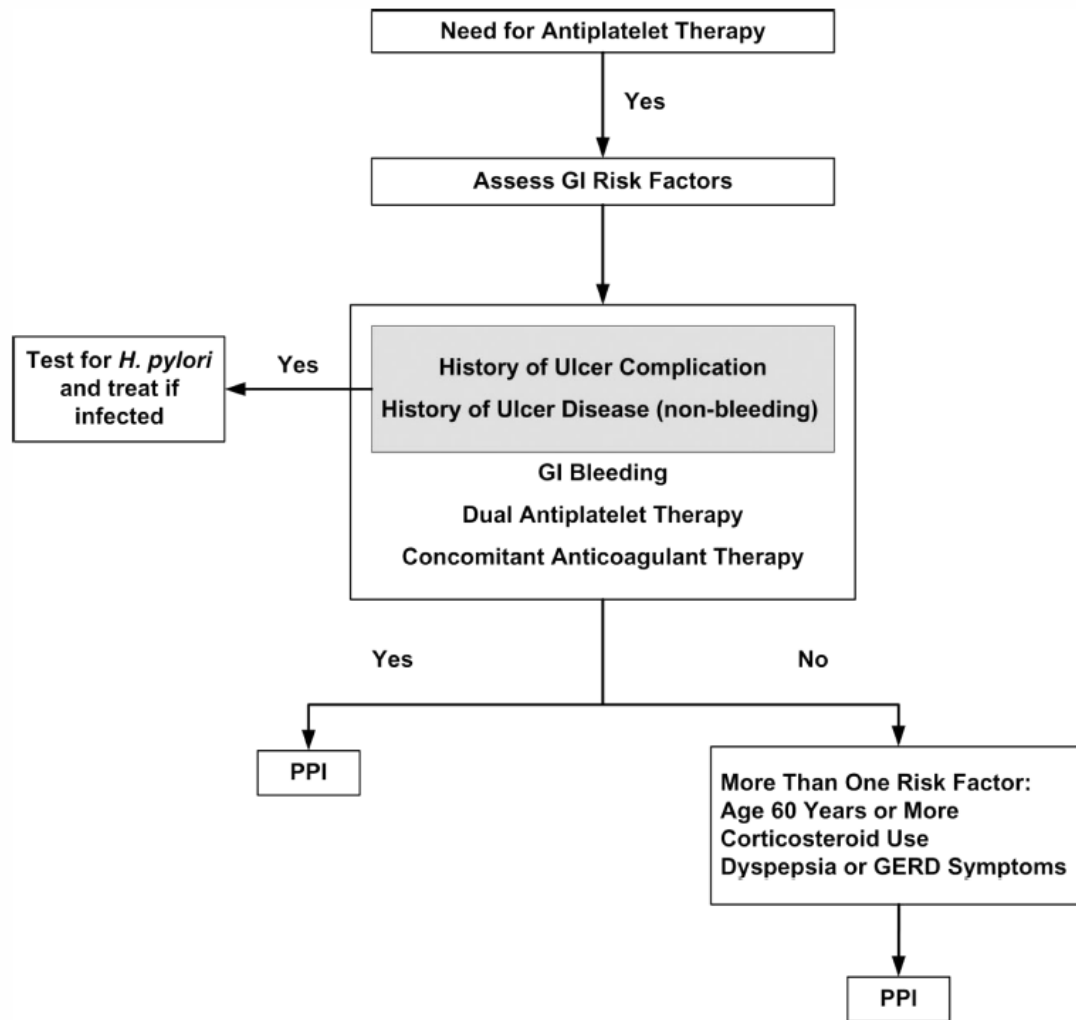 Need for Antiplatelet Therapy
Yes
Assess GI Risk Factors
Test for H. pylori
and treat if
infected
Yes
History of Ulcer Complication
History of Ulcer Disease (non-bleeding)
GI Bleeding
Dual Antiplatelet Therapy
Concomitant Anticoagulant Therapy
Yes
No
PPI
More Than One Risk Factor:
Age 60 Years or More
Corticosteroid Use
Dyspepsia or GERD Symptoms
PPI